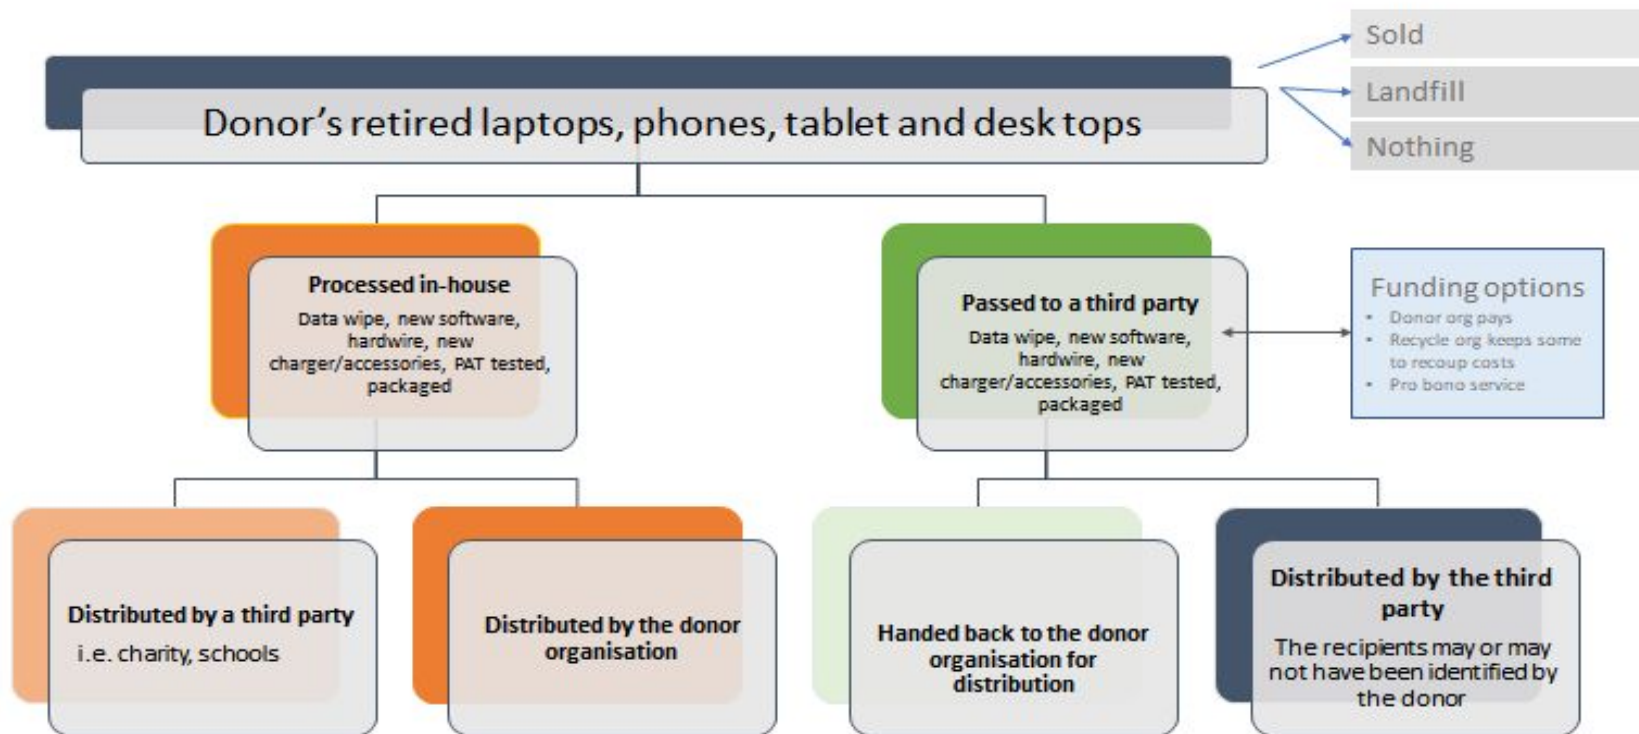 Sold
Landfill
Nothing
Donor's retired laptops, phones, tablet and desk tops
Processed in-house
Data wipe, new software,
hardwire, new
charger/accessories, PAT tested,
packaged
Passed to a third party
Data wipe, new software,
hardwire, new
charger/accessories, PAT tested,
packaged
Funding options
• Donor org pays
• Recycle org keeps some
to recoup costs
• Pro bono service
Distributed by a third party
i.e. charity, schools
Distributed by the donor
organisation
Handed back to the donor
organisation for
distribution
Distributed by the third
party
The recipients may or may
not have been identified by
the donor